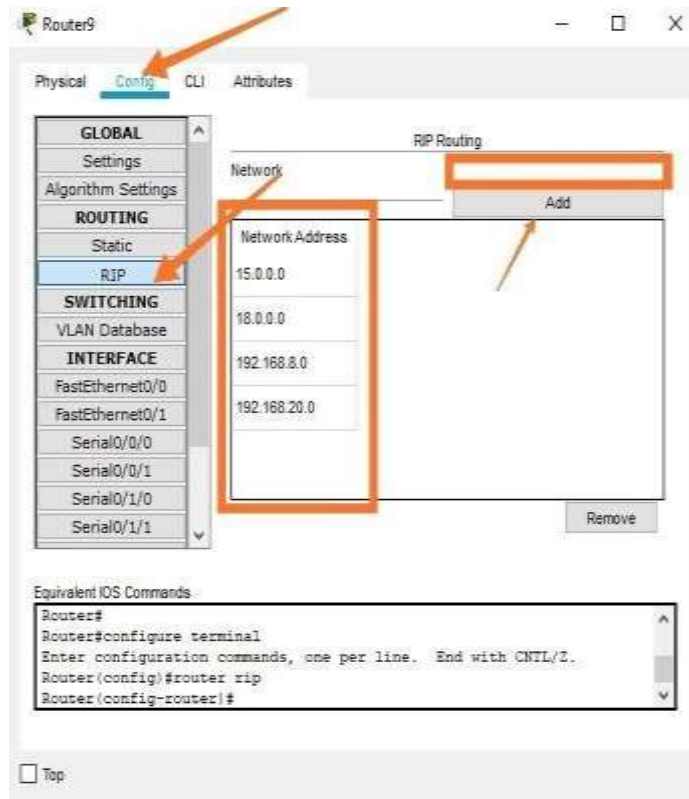 Router9
Physical Config CLI Attributes
GLOBAL
Settings
Algorithm Settings
ROUTING
Static
RIP
SWITCHING
VLAN Database
INTERFACE
FastEthernet0/0
FastEthernet0/1
Serial0/0/0
Serial0/0/1
Serial0/1/0
Serial0/1/1
RIP Routing
Network
Add
Network Address
15.0.0.0
18.0.0.0
192.168.8.0
192.168.20.0
Remove
Equivalent IOS Commands
Router#
Router#configure terminal
Enter configuration commands, one per line. End with CNTL/Z.
Router(config)#router rip
Router(config-router)#
Top